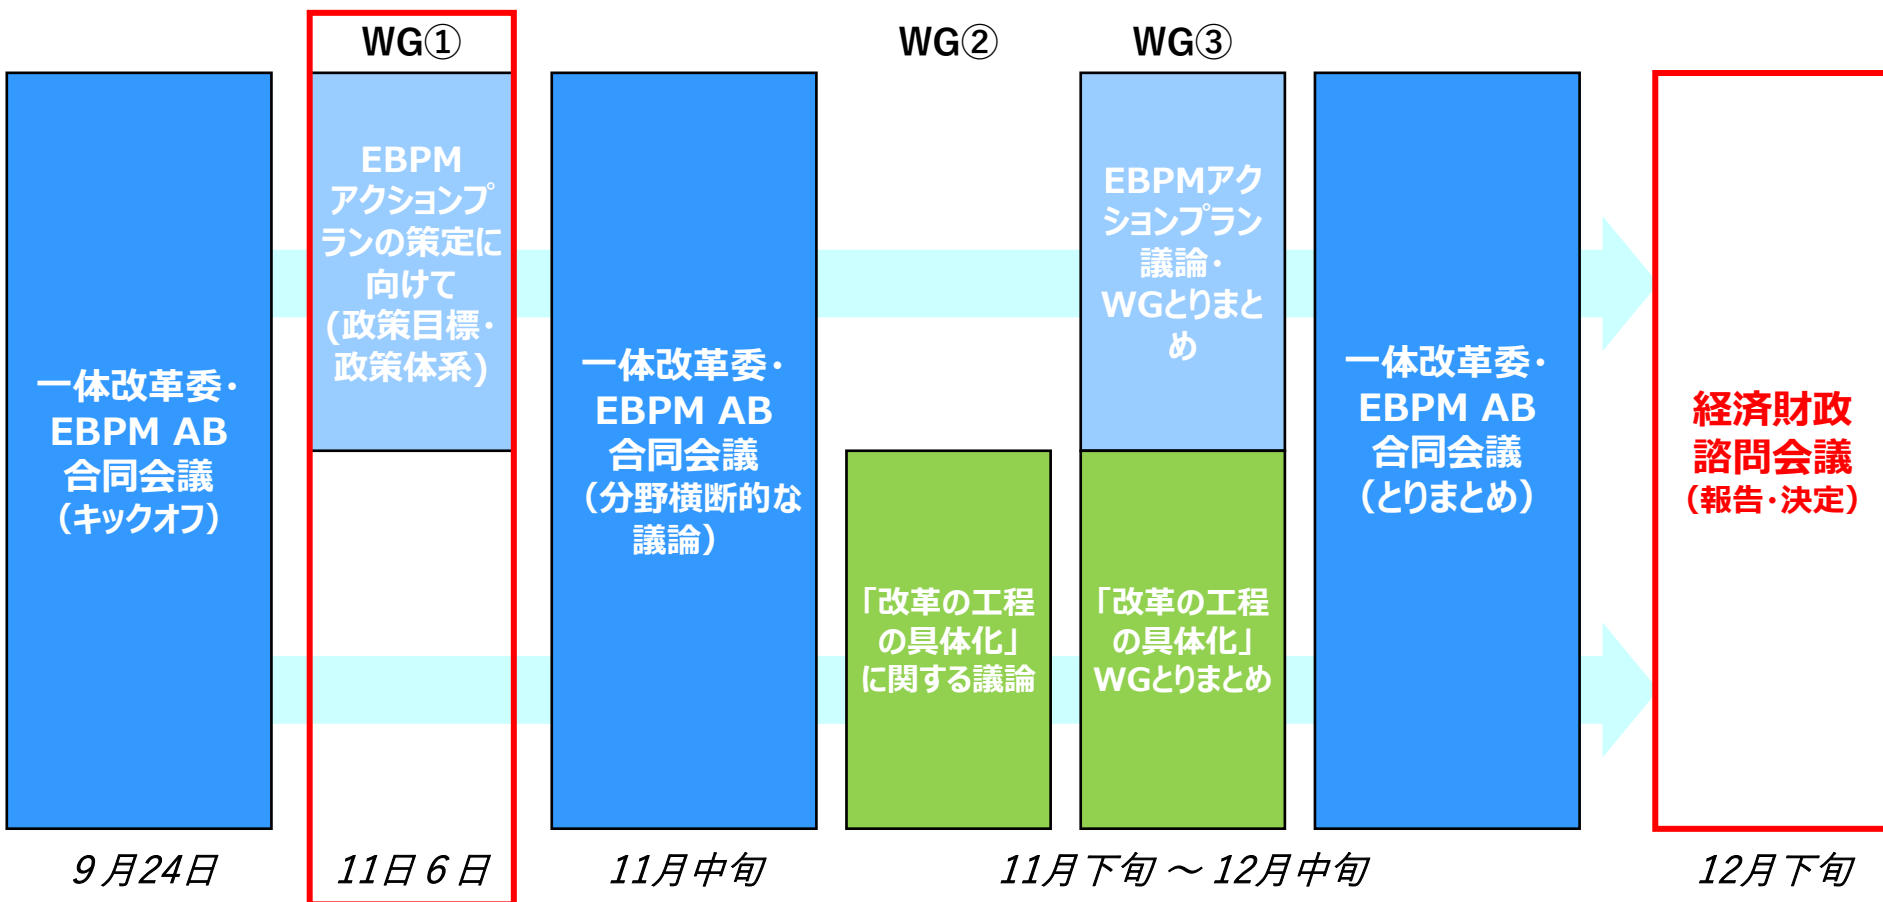 WG①
WG②
WG③
一体改革委・
EBPM AB
合同会議
（キックオフ）
EBPM
アクションプ
ランの策定に
向けて
(政策目標・
政策体系)
一体改革委・
EBPM AB
合同会議
（分野横断的な
議論）
「改革の工程
の具体化」
に関する議論
EBPMアク
ションプラン
議論・
WGとりまと
め
「改革の工程
の具体化」
WGとりまとめ
一体改革委・
EBPM AB
合同会議
（とりまとめ）
経済財政
諮問会議
（報告・決定）
9月24日
11日6日
11月中旬
11月下旬 ～ 12月中旬
12月下旬